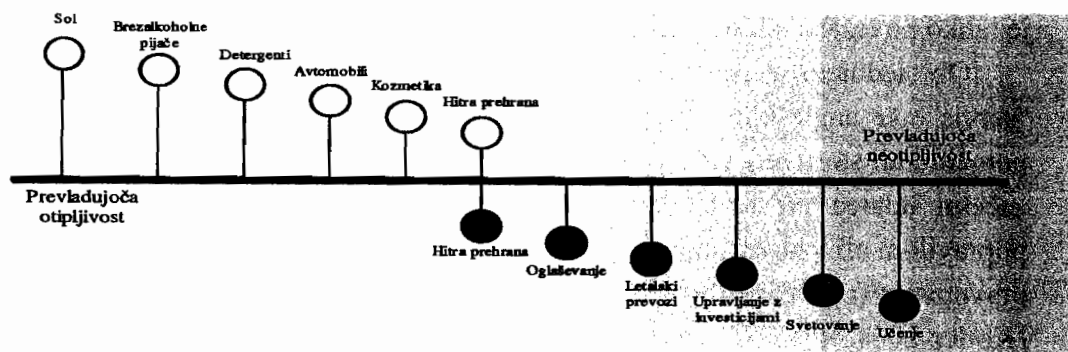 Sol
Brezalkoholne
pijače
Detergenti
Avtomobili
Kozmetika
Hitra prehrana
Prevladujoča
neotipljivost
Prevladujoča
otipljivost
Hitra prehrana
Oglaševanje
Letalski
prevozi
Upravljanje z
investicijami
Svetovanje
Učenje